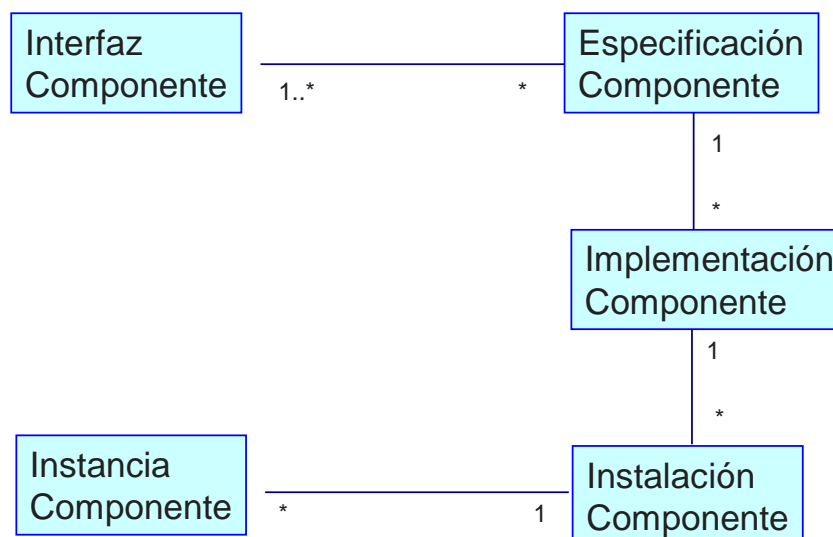 Interfaz
Componente
Especificación
Componente
1..*
*
1
*
Implementación
Componente
1
*
Instancia
Componente
Instalación
Componente
*
1